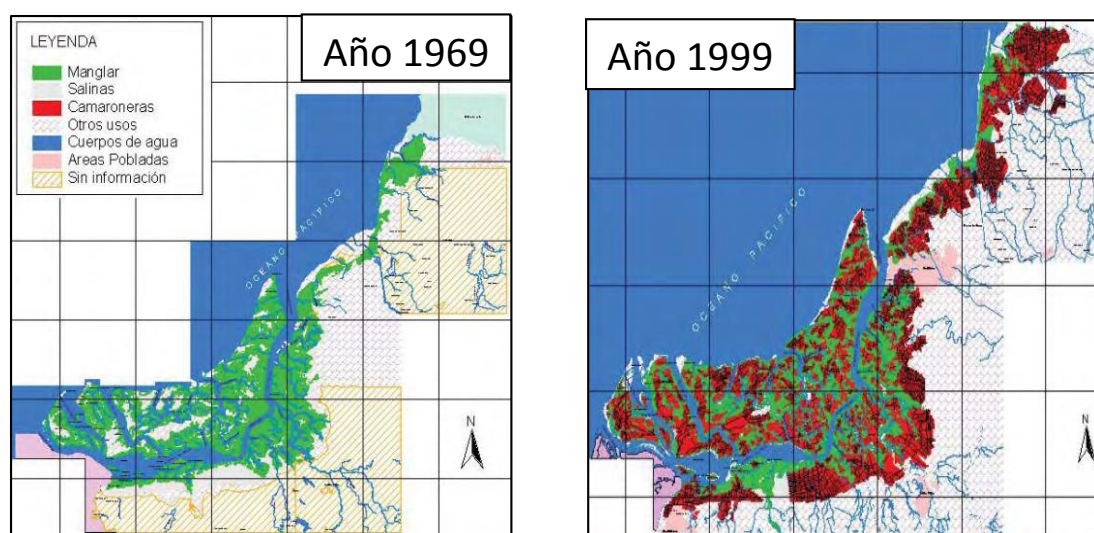 Año 1969
LEYENDA
Manglar
Salinas
Camaroneras
Otros usos
Cuerpos de agua
Areas Pobladas
Sin información
OCEANO PACIFICO
N
Año 1999
OCEANO PACIFICO
N